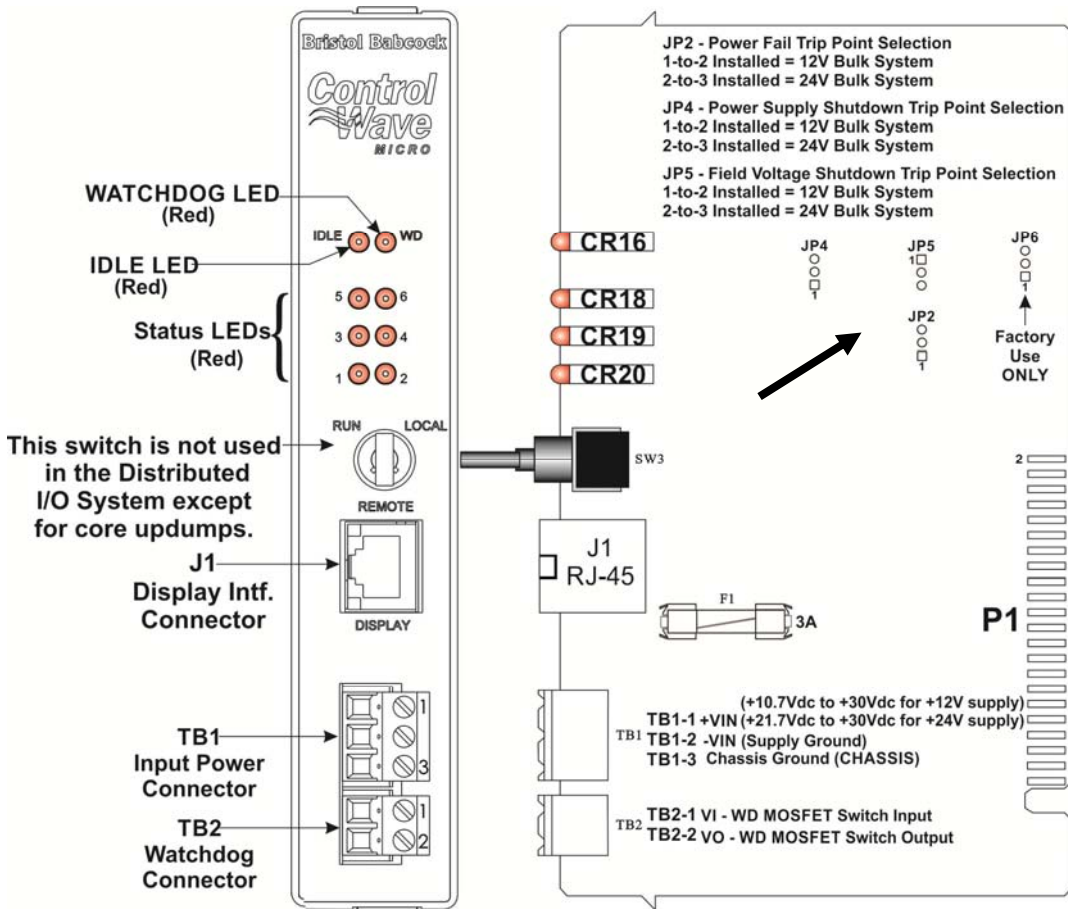 Bristol Babcock
Control
Wave
MICRO
WATCHDOG LED
(Red)
IDLE LED
(Red)
Status LEDs
(Red)
IDLE
WD
5
6
3
4
1
2
RUN
LOCAL
REMOTE
This switch is not used
in the Distributed
I/O System except
for core updumps.
J1
Display Intf.
Connector
DISPLAY
TB1
Input Power
Connector
1
3
TB2
Watchdog
Connector
1
2
JP2 - Power Fail Trip Point Selection
1-to-2 Installed = 12V Bulk System
2-to-3 Installed = 24V Bulk System
JP4 - Power Supply Shutdown Trip Point Selection
1-to-2 Installed = 12V Bulk System
2-to-3 Installed = 24V Bulk System
JP5 - Field Voltage Shutdown Trip Point Selection
1-to-2 Installed = 12V Bulk System
2-to-3 Installed = 24V Bulk System
CR16
CR18
CR19
CR20
JP4
1
JP5
1
JP6
1
JP2
1
Factory
Use
ONLY
SW3
2
J1
RJ-45
F1
3A
P1
(+10.7Vdc to +30Vdc for +12V supply)
TB1
TB1-1 +VIN (+21.7Vdc to +30Vdc for +24V supply)
TB1-2 -VIN (Supply Ground)
TB1-3 Chassis Ground (CHASSIS)
TB2
TB2-1 VI - WD MOSFET Switch Input
TB2-2 VO - WD MOSFET Switch Output